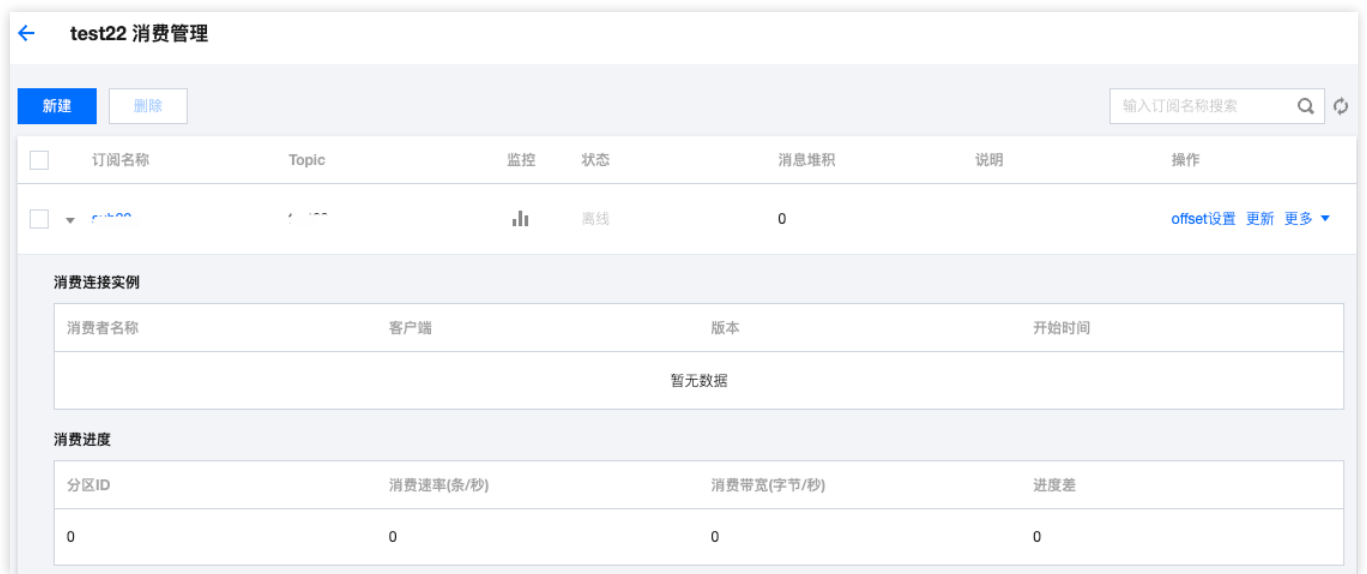 test22 消费管理
新建 删除 输入订阅名称搜索
订阅名称 Topic 监控 状态 消息堆积 说明 操作
离线 0 offset设置 更新 更多
消费连接实例
消费者名称 客户端 版本 开始时间
暂无数据
消费进度
分区ID 消费速率(条/秒) 消费带宽(字节/秒) 进度差
0 0 0 0